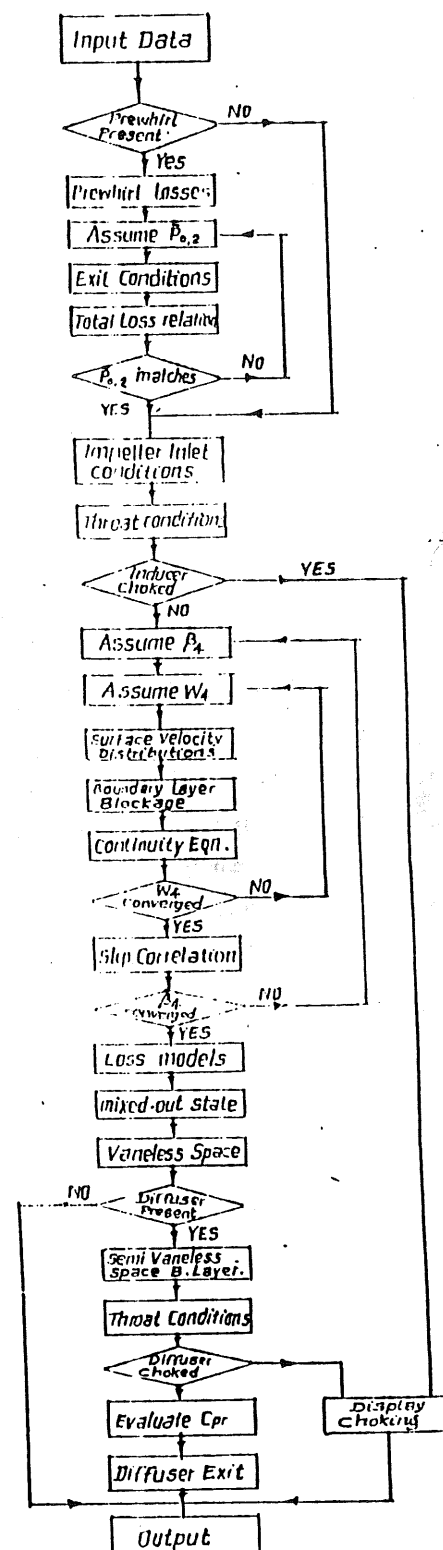 Input Data
Prewhirl
Present
NO
Yes
Prewhirl Losses
Assume P̄o,2
Exit Conditions
Total Loss relation
P̄o,2 matches
NO
YES
Impeller Inlet
conditions
Throat conditions
Inducer
Choked
YES
NO
Assume β4
Assume W4
Surface Velocity
Distributions
Boundary Layer
Blockage
Continuity Eqn.
W4
converged
NO
YES
Slip Correlation
β4
converged
NO
YES
Loss models
mixed-out state
Vaneless Space
NO
Diffuser
Present
YES
Semi Vaneless
space B.Layer.
Throat Conditions
Diffuser
Choked
Display
Choking
Evaluate Cpr
Diffuser Exit
Output